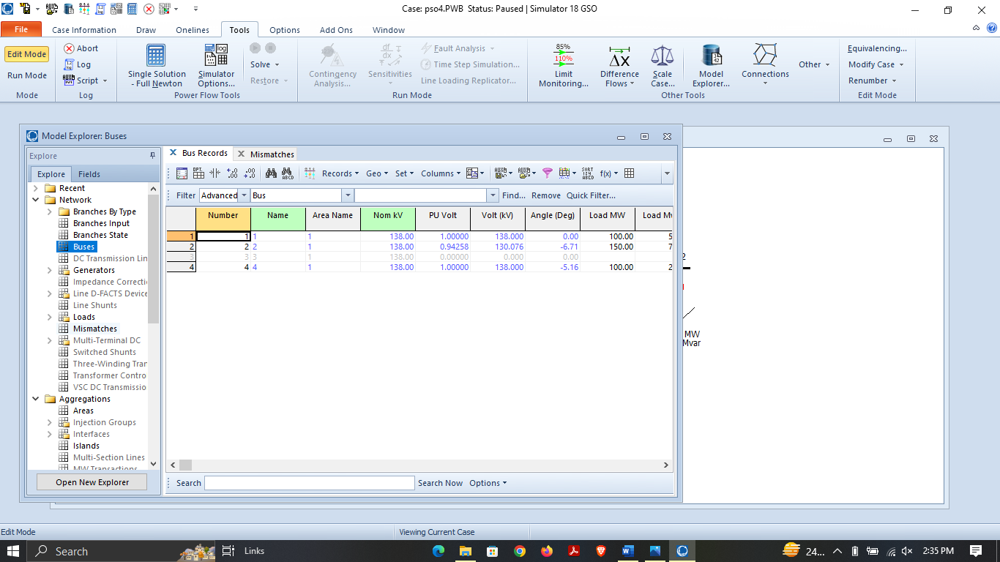 Case: pso4.PWB Status: Paused | Simulator 18 GSO
File Case Information Draw Onelines Tools Options Add Ons Window
Edit Mode
Run Mode
Mode
Abort
Log
Script
Log
Single Solution
- Full Newton
Simulator
Options...
Solve
Restore
Power Flow Tools
Contingency
Analysis...
Sensitivities
Fault Analysis
Time Step Simulation...
Line Loading Replicator...
Run Mode
85%
110%
Limit
Monitoring...
Difference
Flows
Scale
Case...
Model
Explorer...
Connections
Other
Other Tools
Equivalencing...
Modify Case
Renumber
Edit Mode
Model Explorer: Buses
Explore
Explore Fields
Recent
Network
Branches By Type
Branches Input
Branches State
Buses
DC Transmission Lin
Generators
Impedance Correcti
Line D-FACTS Device
Line Shunts
Loads
Mismatches
Multi-Terminal DC
Switched Shunts
Three-Winding Tran
Transformer Contro
VSC DC Transmissio
Aggregations
Areas
Injection Groups
Interfaces
Islands
Multi-Section Lines
MW Transactions
Open New Explorer
Bus Records Mismatches
Records Geo Set Columns f(x)
Filter Advanced Bus Find... Remove Quick Filter...
Number Name Area Name Nom kV PU Volt Volt (kV) Angle (Deg) Load MW Load Mv
1 1 1 1 138.00 1.00000 138.000 0.00 100.00 5
2 2 2 1 138.00 0.94258 130.076 -6.71 150.00 7
3 3 3 1 138.00 0.00000 0.000 0.00
4 4 4 1 138.00 1.00000 138.000 -5.16 100.00 2
Search Search Now Options
2
MW
Mvar
Edit Mode Viewing Current Case
Search Links 24... 2:35 PM